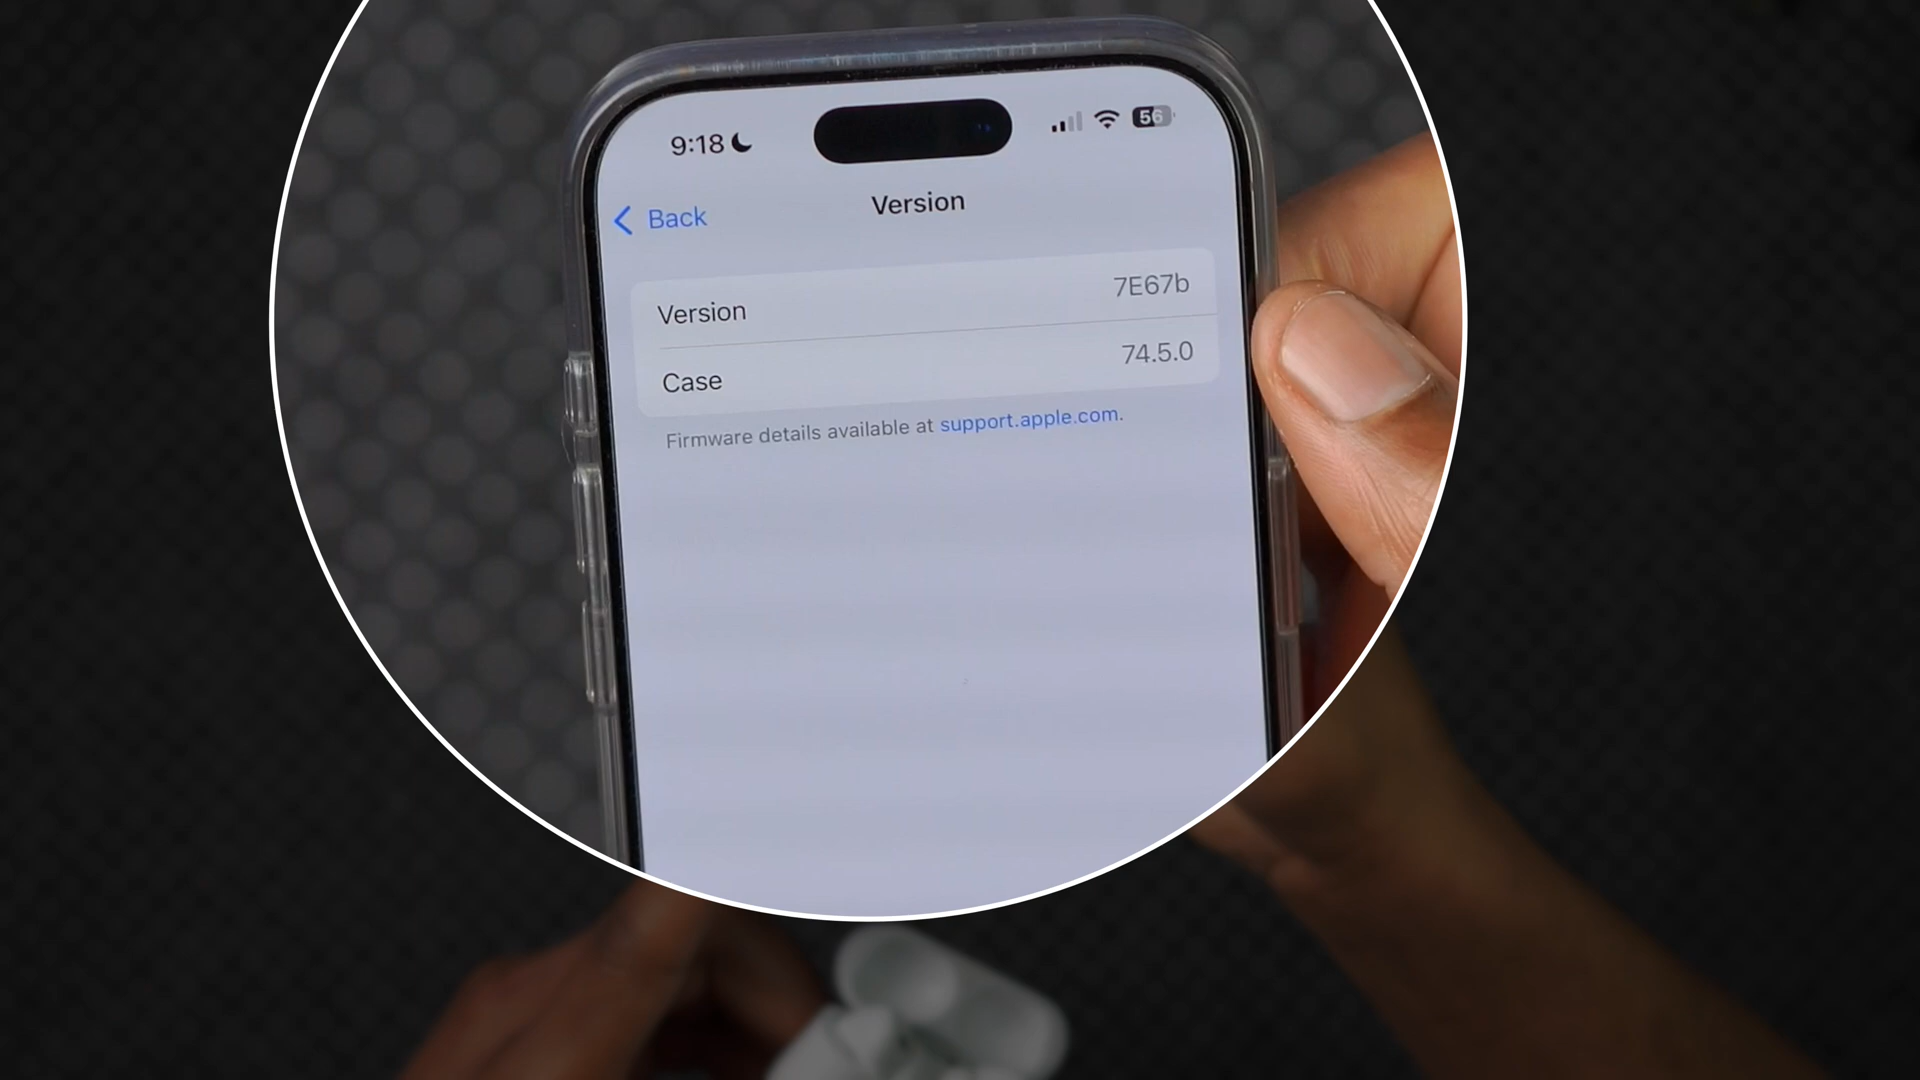 9:18
56
Back
Version
Version 7E67b
Case 74.5.0
Firmware details available at support.apple.com.